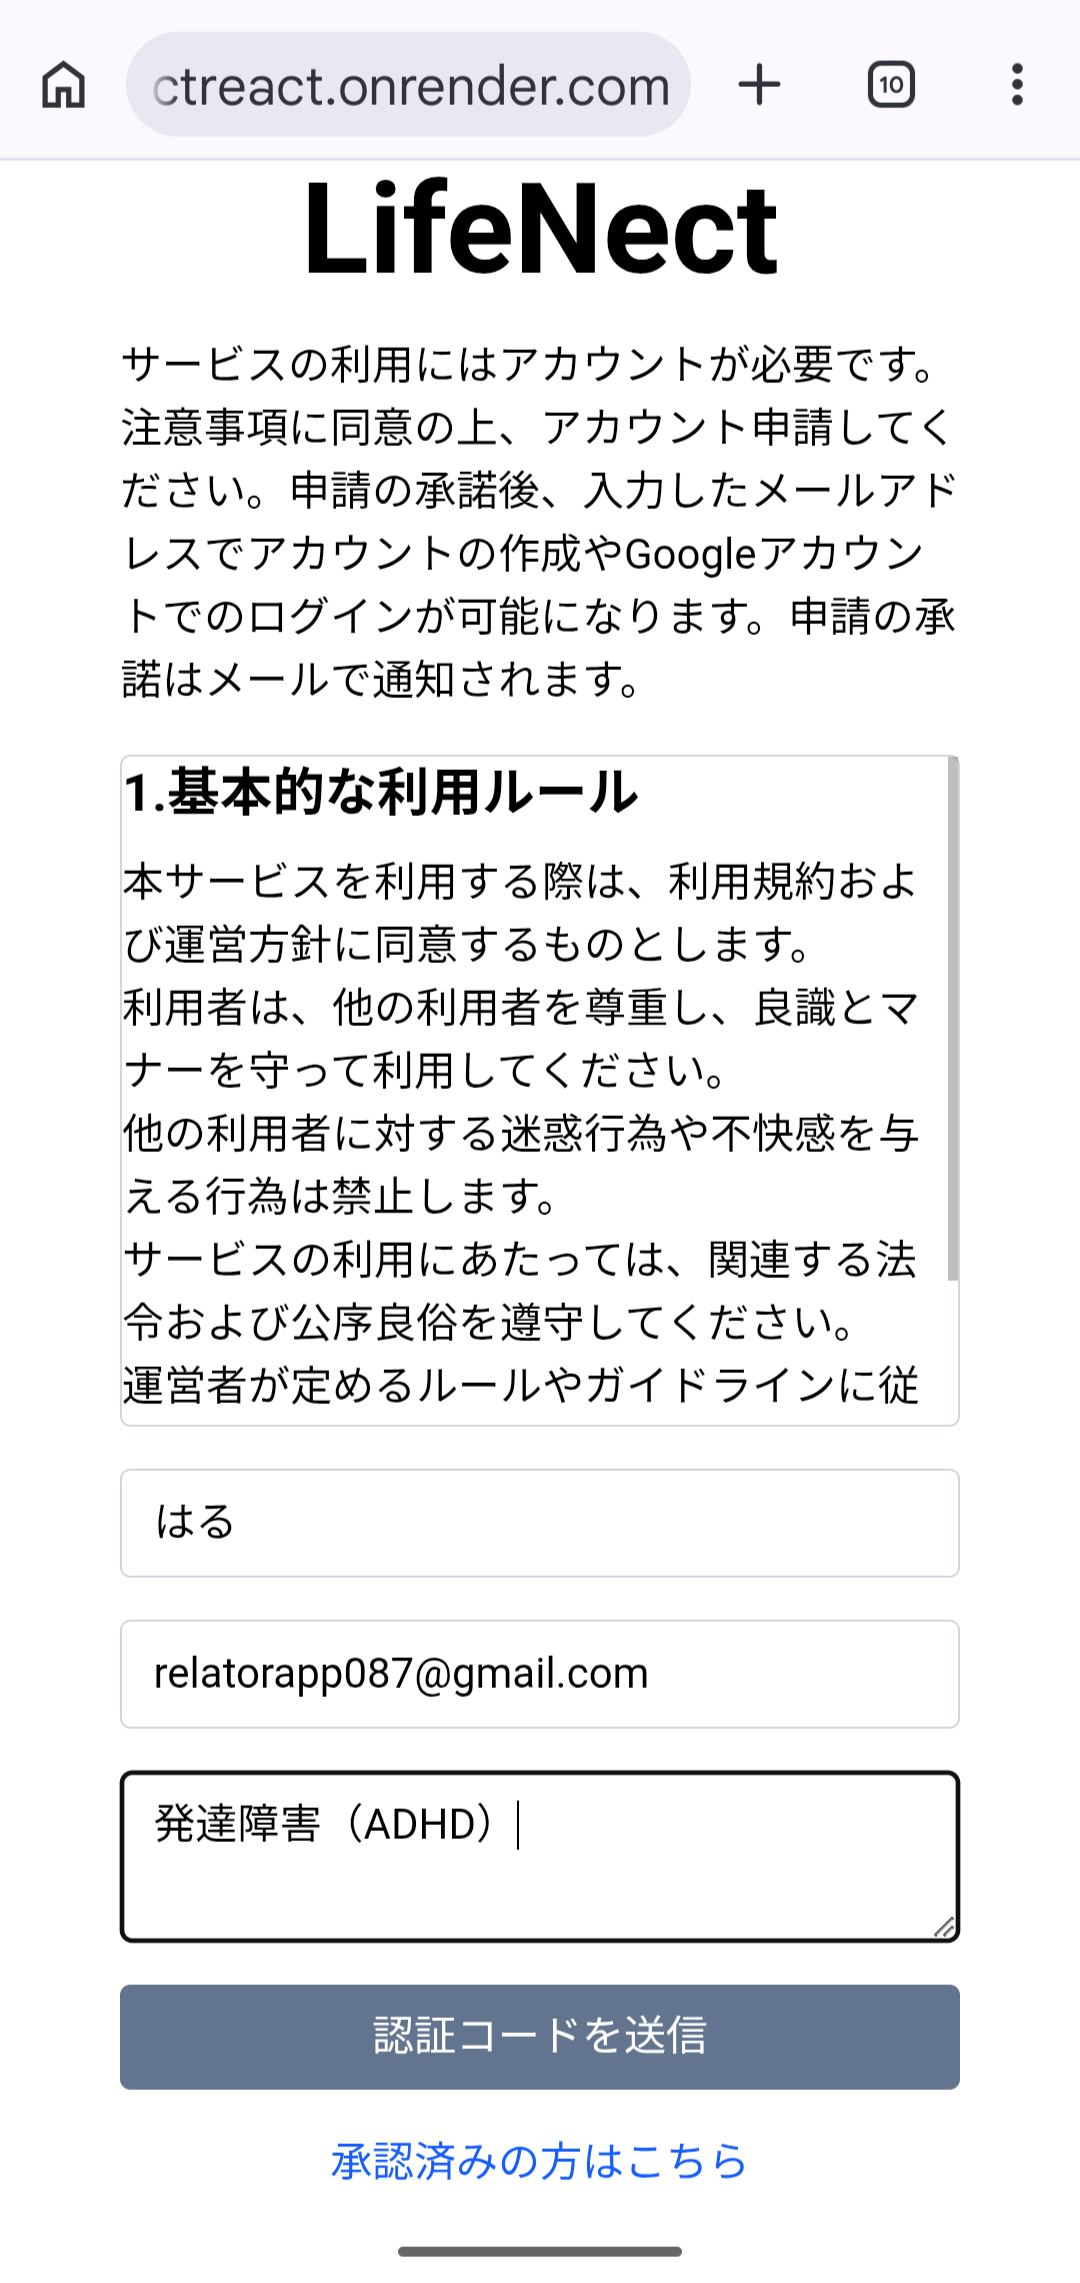 ctreact.onrender.com
10
LifeNect
サービスの利用にはアカウントが必要です。
注意事項に同意の上、アカウント申請してく
ださい。申請の承諾後、入力したメールアド
レスでアカウントの作成やGoogleアカウン
トでのログインが可能になります。申請の承
諾はメールで通知されます。
1.基本的な利用ルール
本サービスを利用する際は、利用規約およ
び運営方針に同意するものとします。
利用者は、他の利用者を尊重し、良識とマ
ナーを守って利用してください。
他の利用者に対する迷惑行為や不快感を与
える行為は禁止します。
サービスの利用にあたっては、関連する法
令および公序良俗を遵守してください。
運営者が定めるルールやガイドラインに従
はる
relatorapp087@gmail.com
発達障害（ADHD）
認証コードを送信
承認済みの方はこちら